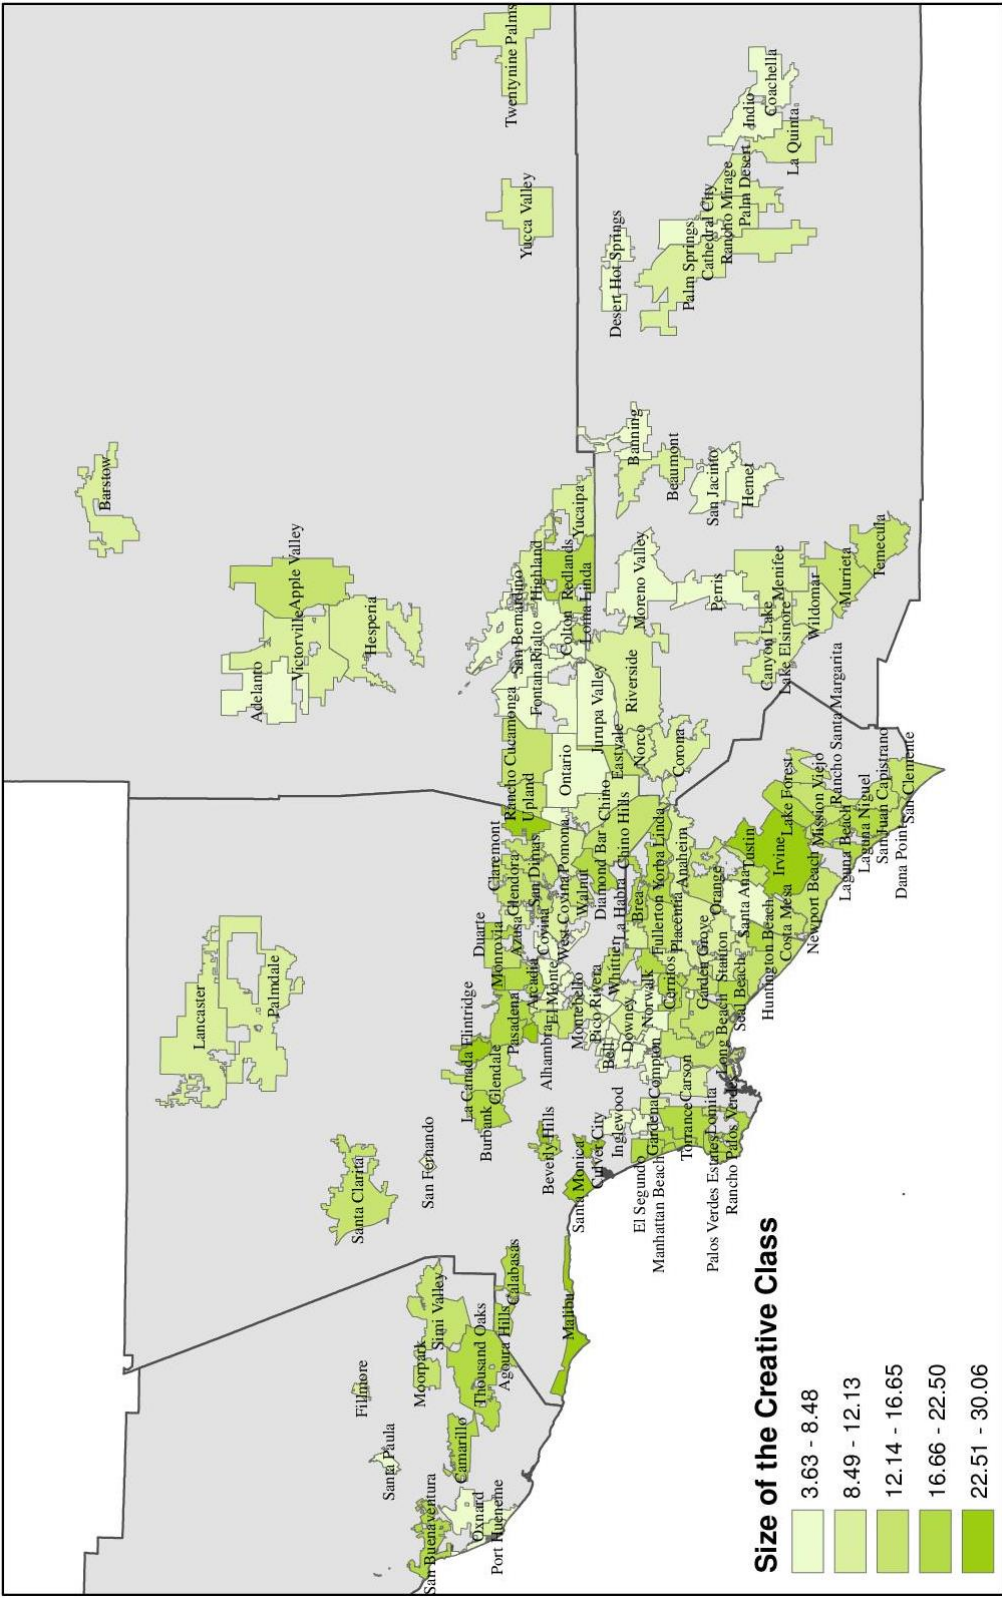 Twentynine Palms
Yucca Valley
Barstow
Coachella
Indio
La Quinta
Palm Desert
Rancho Mirage
Cathedral City
Palm Springs
Desert Hot Springs
Banning
Beaumont
San Jacinto
Hemet
Apple Valley
Victorville
Hesperia
Adelanto
Yucaipa
Highland
Redlands
Loma Linda
San Bernardino
Colton
Rialto
Fontana
Rancho Cucamonga
Upland
Ontario
Moreno Valley
Perris
Riverside
Jurupa Valley
Eastvale
Norco
Corona
Chino
Chino Hills
Canyon Lake
Menifee
Lake Elsinore
Wildomar
Murrieta
Temecula
Lancaster
Palmdale
Claremont
Glendora
San Dimas
Pomona
Duarte
Azusa
Covina
West Covina
Walnut
Diamond Bar
Monrovia
Arcadia
El Monte
La Canada Flintridge
Pasadena
Glendale
Burbank
Alhambra
Montebello
Pico Rivera
Whittier
La Habra
Brea
Yorba Linda
Fullerton
Placentia
Anaheim
Orange
Tustin
Santa Ana
Garden Grove
Stanton
Cerritos
Norwalk
Downey
Bell
Compton
Carson
Long Beach
Seal Beach
Huntington Beach
Costa Mesa
Newport Beach
Irvine
Lake Forest
Mission Viejo
Rancho Santa Margarita
Laguna Beach
Laguna Niguel
San Juan Capistrano
San Clemente
Dana Point
Santa Clarita
San Fernando
Beverly Hills
Santa Monica
Culver City
Inglewood
Gardena
El Segundo
Manhattan Beach
Torrance
Lomita
Palos Verdes Estates
Rancho Palos Verdes
Malibu
Calabasas
Agoura Hills
Thousand Oaks
Simi Valley
Moorpark
Fillmore
Santa Paula
Camarillo
San Buenaventura
Oxnard
Port Hueneme
Size of the Creative Class
3.63 - 8.48
8.49 - 12.13
12.14 - 16.65
16.66 - 22.50
22.51 - 30.06